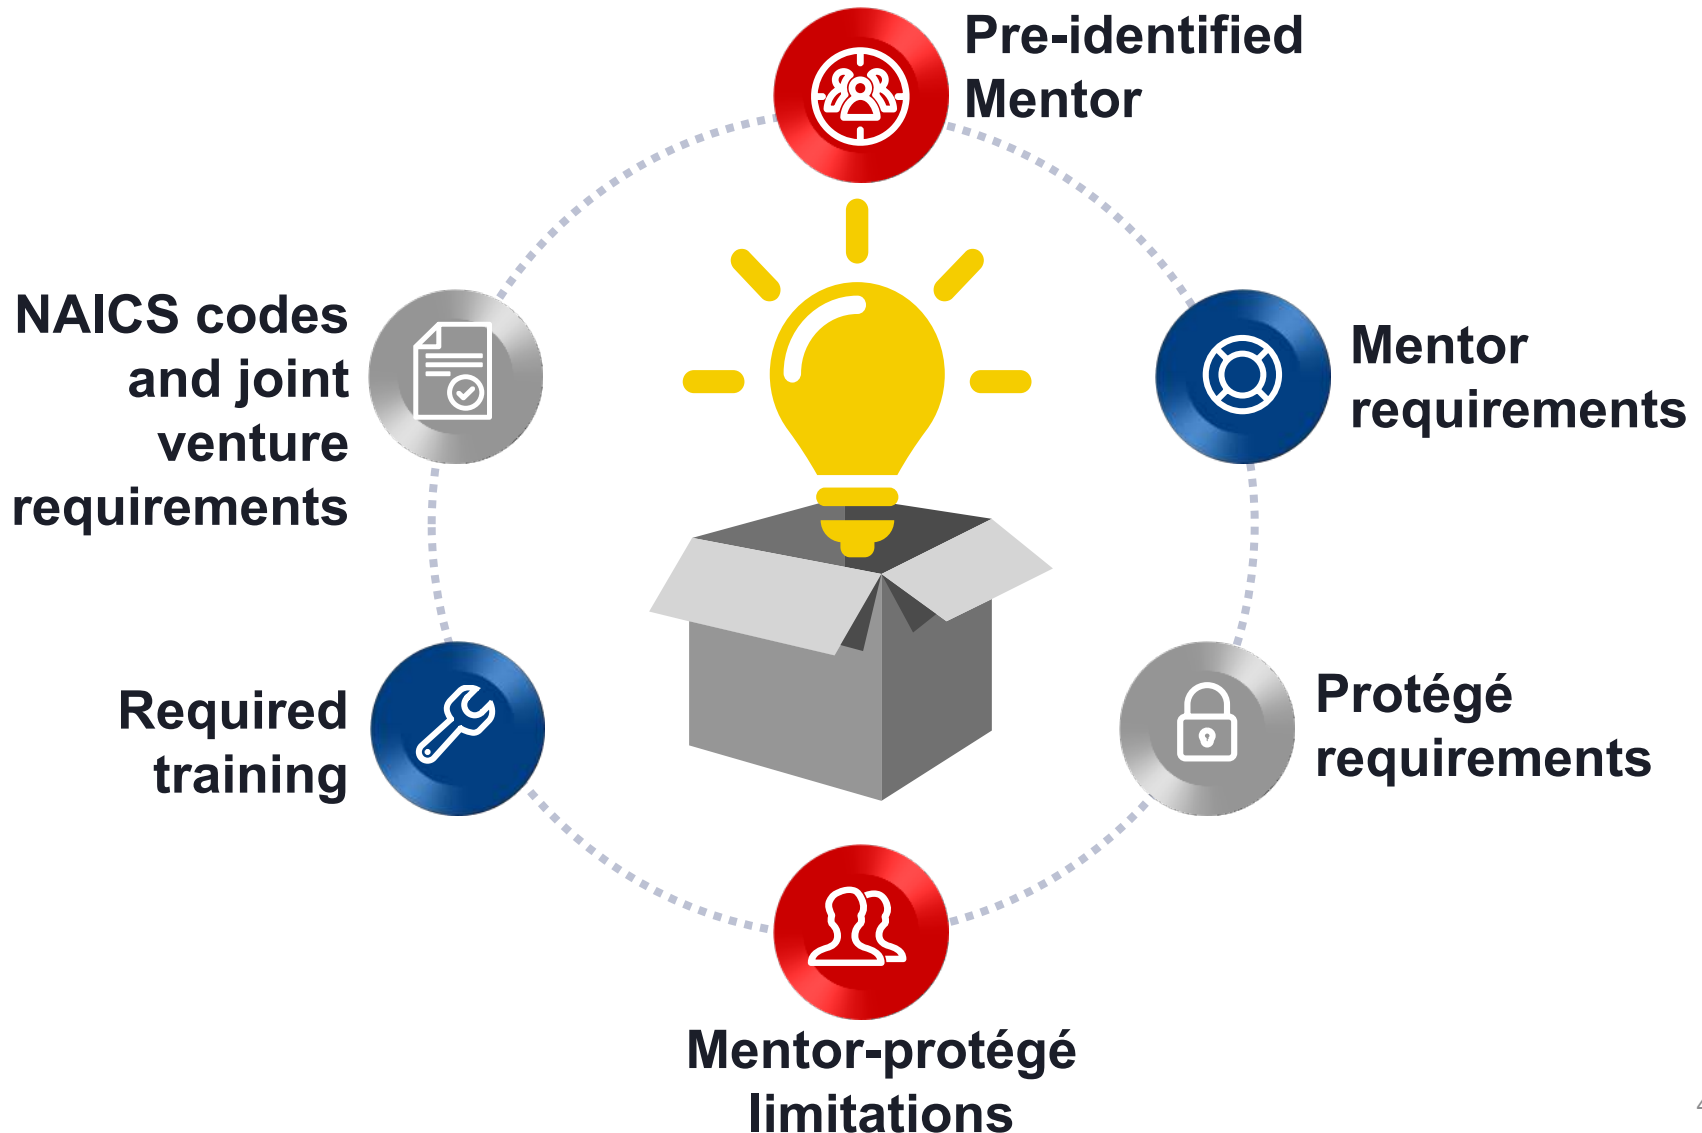 Pre-identified
Mentor
Mentor
requirements
Protégé
requirements
Mentor-protégé
limitations
Required
training
NAICS codes
and joint
venture
requirements